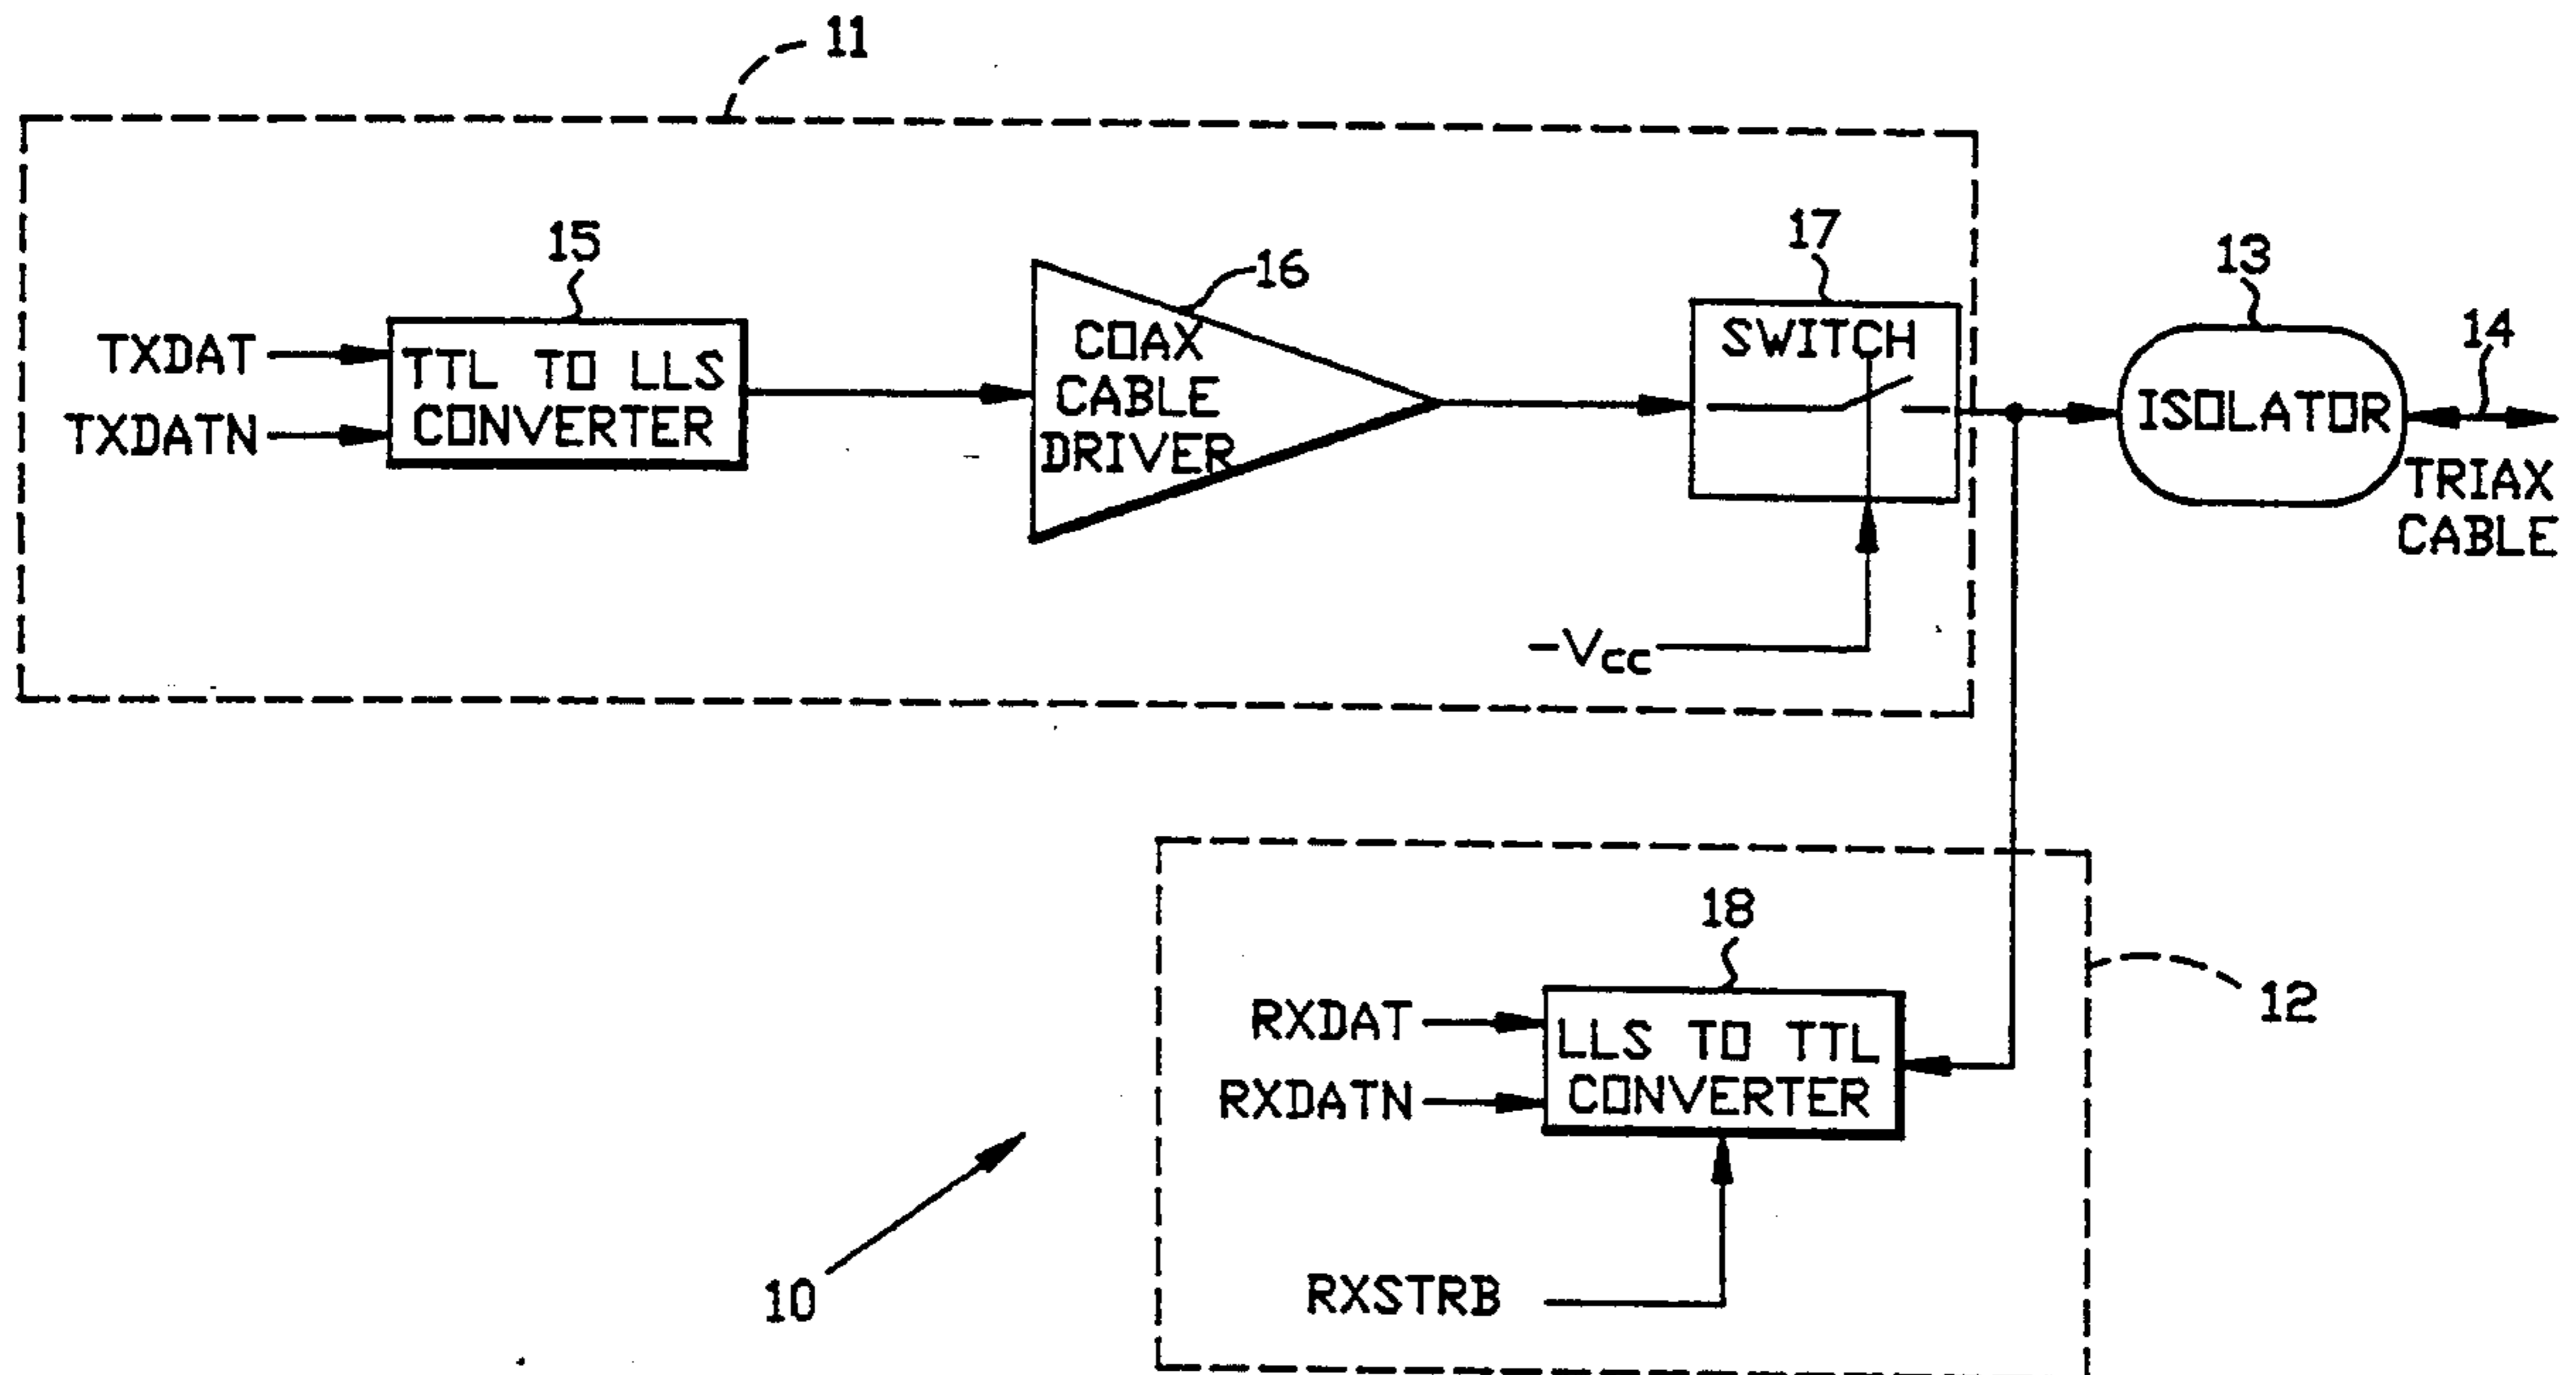 11
15
16
17
13
14
TXDAT
TXDATN
TTL TO LLS
CONVERTER
COAX
CABLE
DRIVER
SWITCH
ISOLATOR
TRIAX
CABLE
-Vcc
18
12
RXDAT
RXDATN
LLS TO TTL
CONVERTER
RXSTRB
10